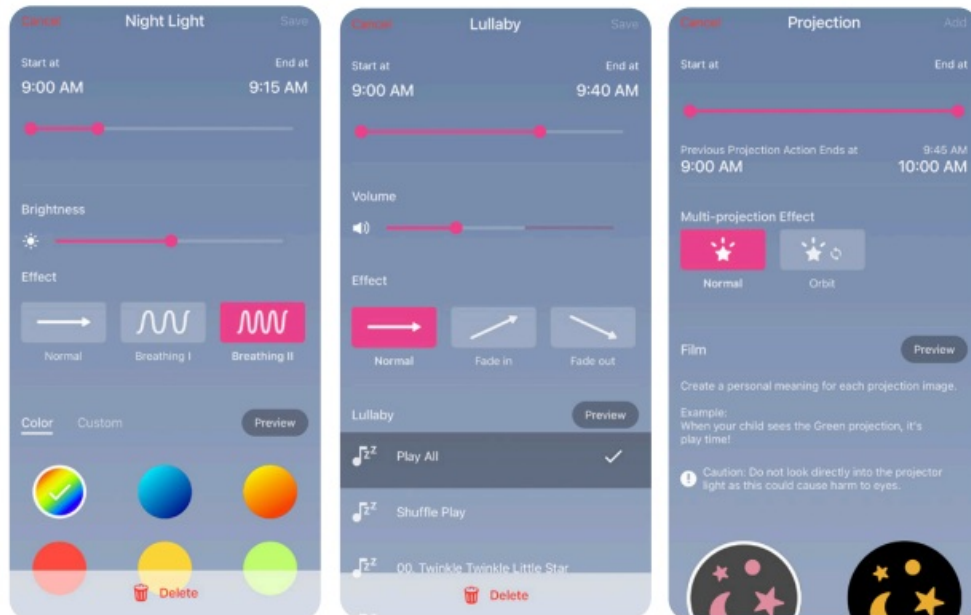 Cancel Night Light Save
Start at End at
9:00 AM 9:15 AM
Brightness
Effect
Normal Breathing I Breathing II
Color Custom Preview
Delete
Cancel Lullaby Save
Start at End at
9:00 AM 9:40 AM
Volume
Effect
Normal Fade in Fade out
Lullaby Preview
zz Play All
zz Shuffle Play
zz 00. Twinkle Twinkle Little Star
Delete
Cancel Projection Add
Start at End at
Previous Projection Action Ends at 9:45 AM
9:00 AM 10:00 AM
Multi-projection Effect
Normal Orbit
Film Preview
Create a personal meaning for each projection image.
Example:
When your child sees the Green projection, it's
play time!
! Caution: Do not look directly into the projector
light as this could cause harm to eyes.